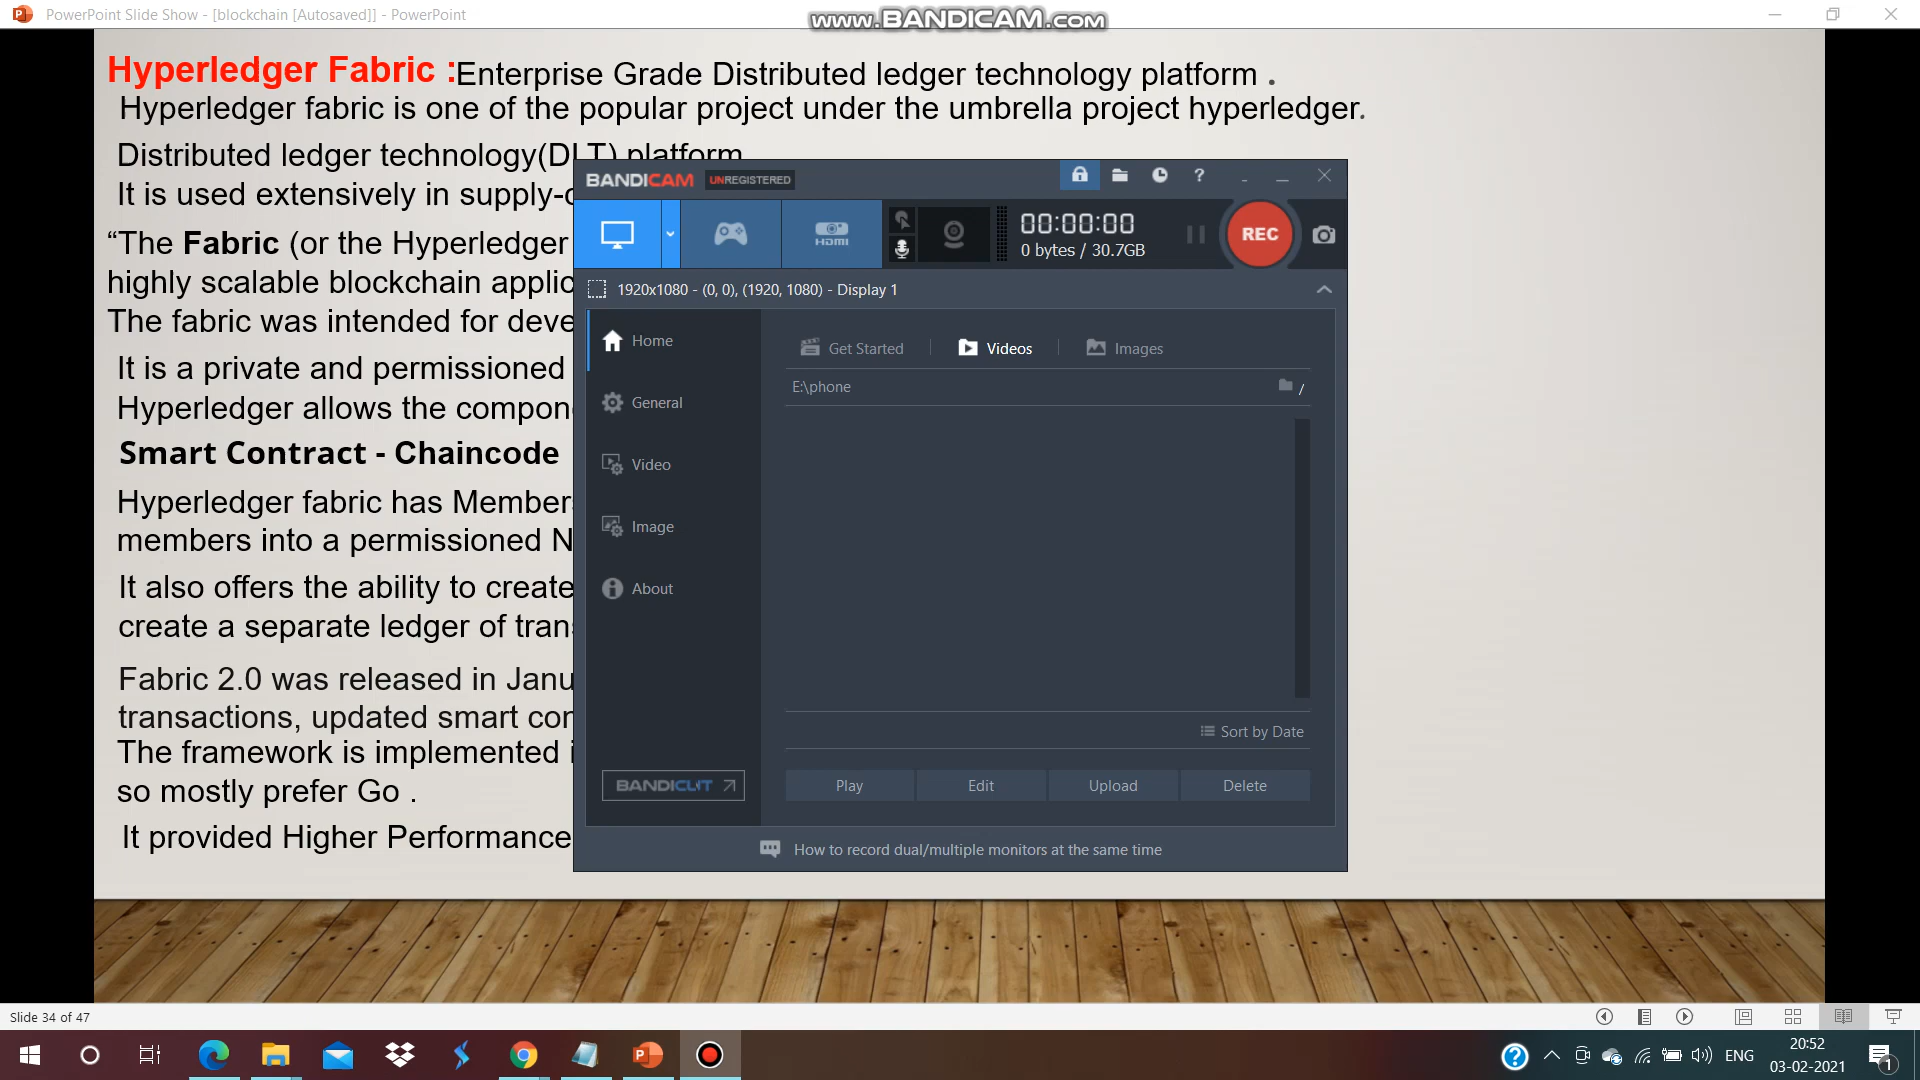 PowerPoint Slide Show - [blockchain [Autosaved]] - PowerPoint
www.BANDICAM.com
Hyperledger Fabric :Enterprise Grade Distributed ledger technology platform .
Hyperledger fabric is one of the popular project under the umbrella project hyperledger.
Distributed ledger technology(DLT) platform
It is used extensively in supply-c
“The Fabric (or the Hyperledger
highly scalable blockchain applic
The fabric was intended for deve
It is a private and permissioned
Hyperledger allows the compon
Smart Contract - Chaincode
Hyperledger fabric has Members
members into a permissioned N
It also offers the ability to create
create a separate ledger of trans
Fabric 2.0 was released in Janu
transactions, updated smart con
The framework is implemented i
so mostly prefer Go .
It provided Higher Performance
BANDICAM UNREGISTERED
?
HDMI
00:00:00
0 bytes / 30.7GB
REC
1920x1080 - (0, 0), (1920, 1080) - Display 1
Home
General
Video
Image
About
BANDICUT
Get Started
Videos
Images
E:\phone
/
Sort by Date
Play
Edit
Upload
Delete
How to record dual/multiple monitors at the same time
Slide 34 of 47
?
ENG
20:52
03-02-2021
1